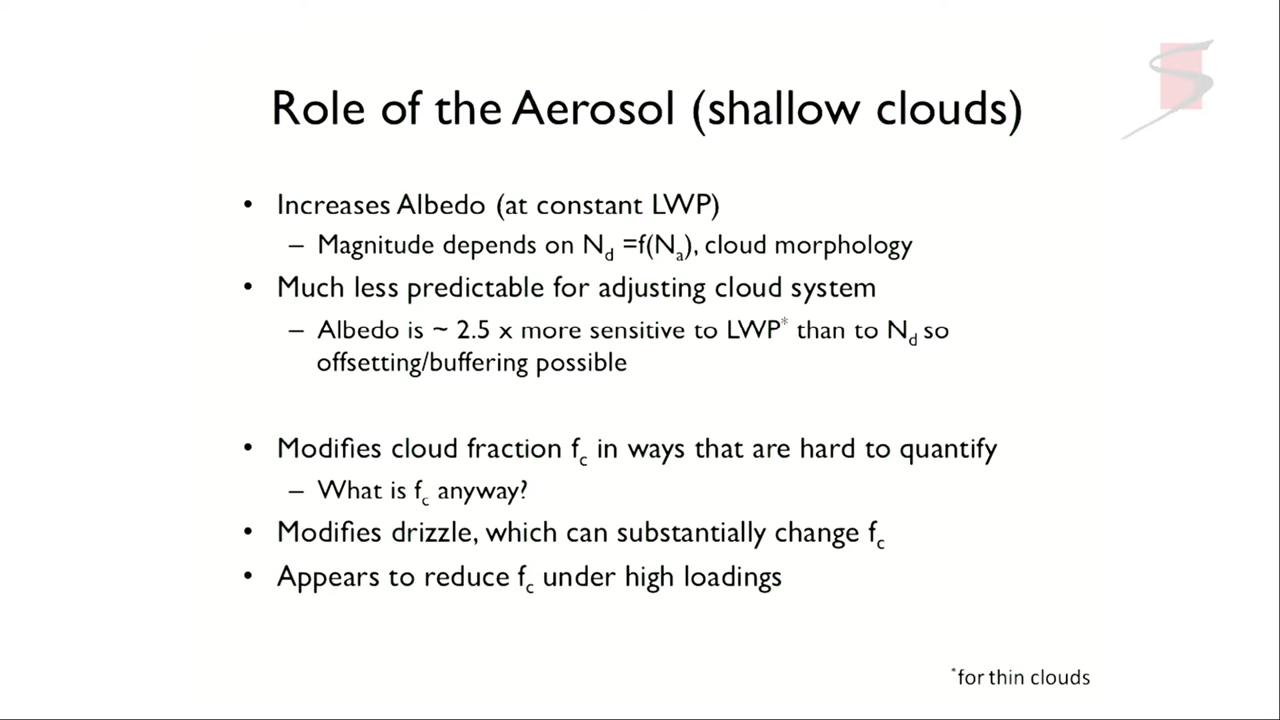 Role of the Aerosol (shallow clouds)
• Increases Albedo (at constant LWP)
– Magnitude depends on Nd =f(Na), cloud morphology
• Much less predictable for adjusting cloud system
– Albedo is ~ 2.5 x more sensitive to LWP* than to Nd so
offsetting/buffering possible
• Modifies cloud fraction fc in ways that are hard to quantify
– What is fc anyway?
• Modifies drizzle, which can substantially change fc
• Appears to reduce fc under high loadings
*for thin clouds